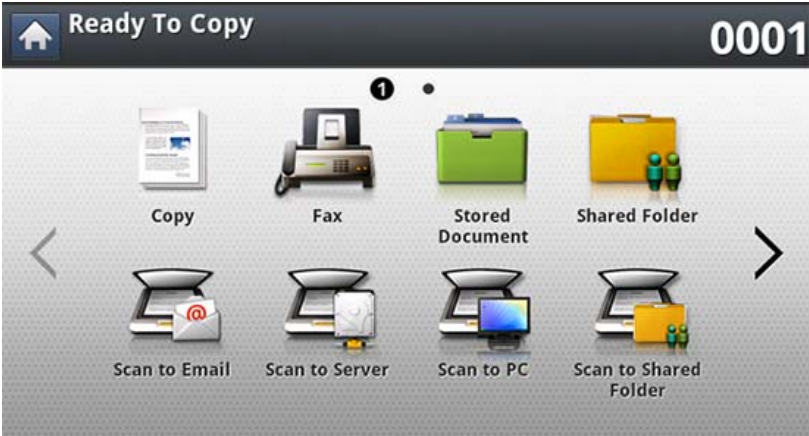 Ready To Copy
0001
1
Copy
Fax
Stored
Document
Shared Folder
@
Scan to Email
Scan to Server
Scan to PC
Scan to Shared
Folder